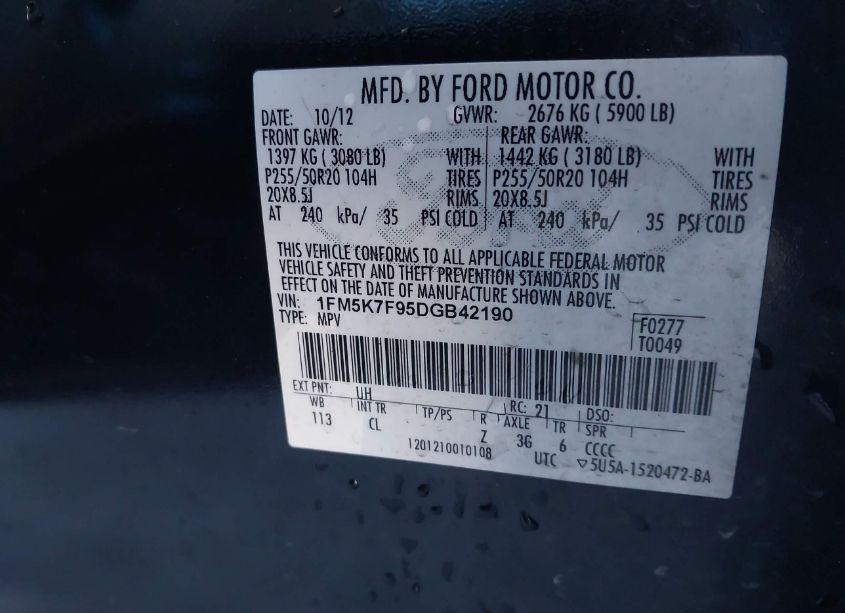 MFD. BY FORD MOTOR CO.
DATE: 10/12 GVWR: 2676 KG ( 5900 LB)
FRONT GAWR: REAR GAWR:
1397 KG ( 3080 LB) WITH 1442 KG ( 3180 LB) WITH
P255/50R20 104H TIRES P255/50R20 104H TIRES
20X8.5J RIMS 20X8.5J RIMS
AT 240 kPa/ 35 PSI COLD AT 240 kPa/ 35 PSI COLD
THIS VEHICLE CONFORMS TO ALL APPLICABLE FEDERAL MOTOR
VEHICLE SAFETY AND THEFT PREVENTION STANDARDS IN
EFFECT ON THE DATE OF MANUFACTURE SHOWN ABOVE.
VIN: 1FM5K7F95DGB42190
TYPE: MPV
F0277
T0049
EXT PNT: UH RC: 21 DSO:
WB INT TR TP/PS R AXLE TR SPR
113 CL Z 3G 6 CCCC
1201210010108 UTC ▽5U5A-1520472-BA